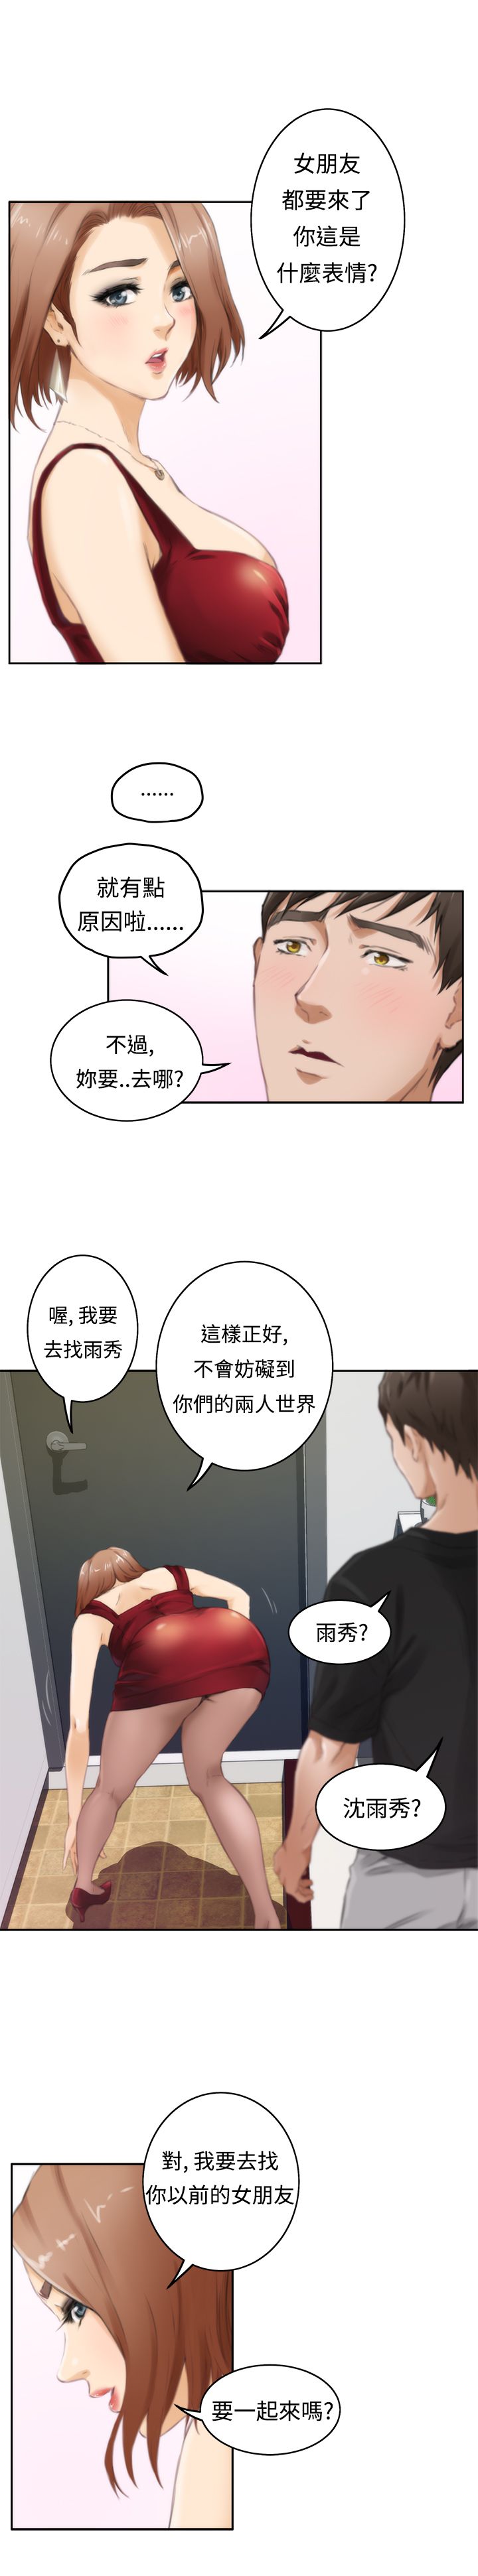 女朋友
都要來了
你這是
什麼表情?
......
就有點
原因啦......
不過,
妳要..去哪?
喔, 我要
去找雨秀
這樣正好,
不會妨礙到
你們的兩人世界
雨秀?
沈雨秀?
對, 我要去找
你以前的女朋友
要一起來嗎?